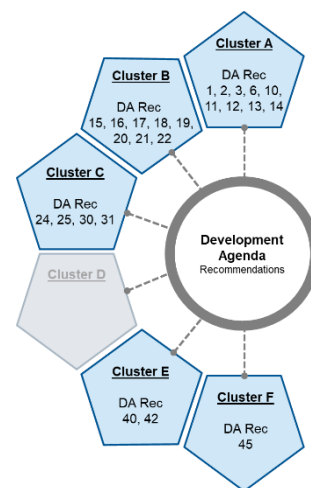 Cluster A
DA Rec
1, 2, 3, 6, 10,
11, 12, 13, 14
Cluster B
DA Rec
15, 16, 17, 18, 19,
20, 21, 22
Cluster C
DA Rec
24, 25, 30, 31
Development
Agenda
Recommendations
Cluster D
Cluster E
DA Rec
40, 42
Cluster F
DA Rec
45